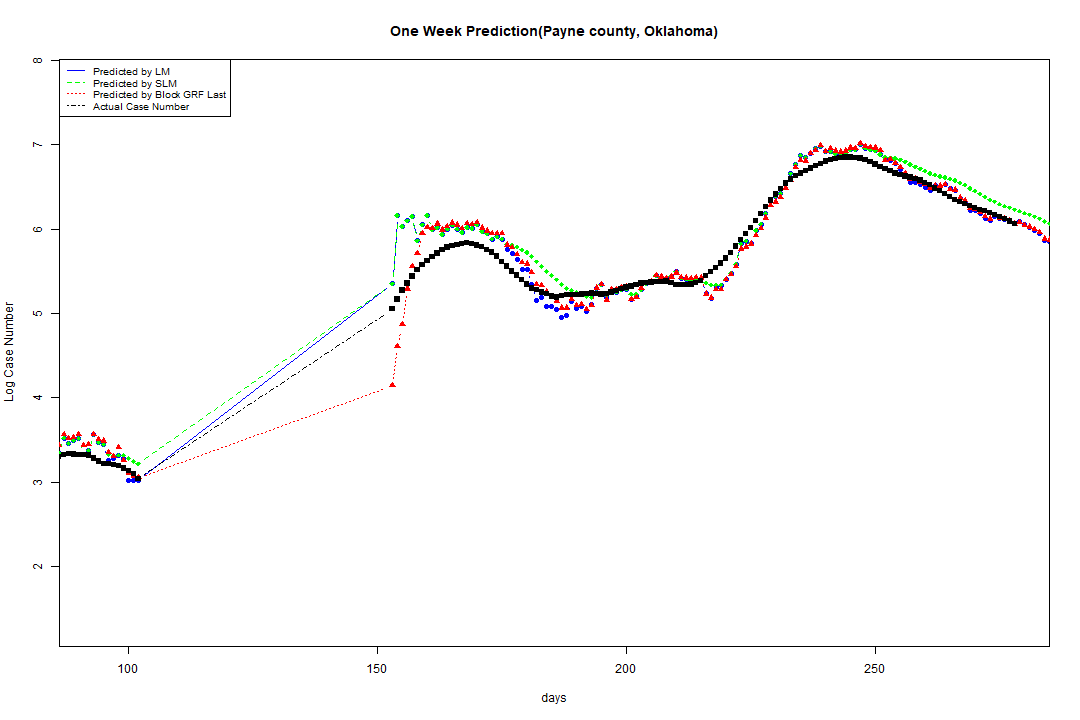 One Week Prediction(Payne county, Oklahoma)
Predicted by LM
Predicted by SLM
Predicted by Block GRF Last
Actual Case Number
Log Case Number
8
7
6
5
4
3
2
100 150 200 250
days